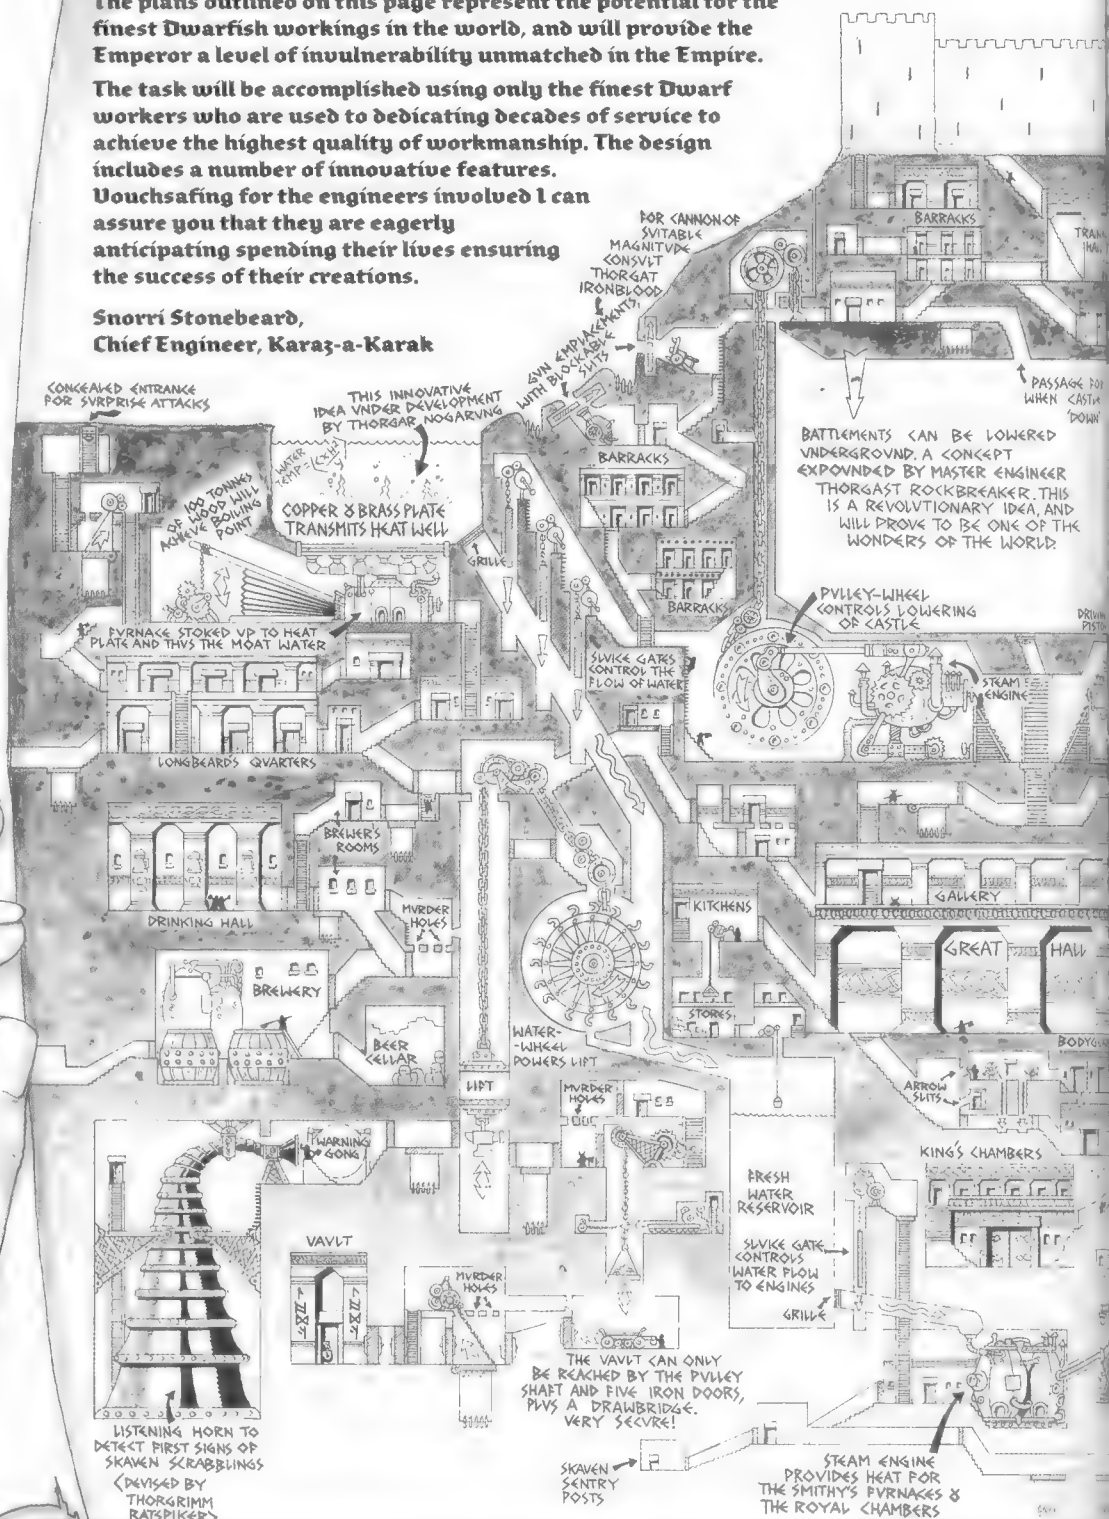 The plans outlined on this page represent the potential for the
finest Dwarfish workings in the world, and will provide the
Emperor a level of invulnerability unmatched in the Empire.
The task will be accomplished using only the finest Dwarf
workers who are used to dedicating decades of service to
achieve the highest quality of workmanship. The design
includes a number of innovative features.
Vouchsafing for the engineers involved I can
assure you that they are eagerly
anticipating spending their lives ensuring
the success of their creations.
Snorri Stonebeard,
Chief Engineer, Karaz-a-Karak
FOR CANNON OF
SUITABLE
MAGNITUDE
CONSULT
THORGAT
IRONBLOOD
GUN EMPLACEMENTS,
WITH BLOCKABLE
SLITS
BARRACKS
PASSAGE FOR
WHEN CASTLE
'DOWN'
CONCEALED ENTRANCE
FOR SURPRISE ATTACKS
THIS INNOVATIVE
IDEA UNDER DEVELOPMENT
BY THORGAR NOGARUNG
WATER
TEMP
OF 100 TONNES
WOOD WILL
ACHIEVE BOILING
POINT
COPPER & BRASS PLATE
TRANSMITS HEAT WELL
GRILLE
BARRACKS
BARRACKS
BATTLEMENTS CAN BE LOWERED
UNDERGROUND. A CONCEPT
EXPOUNDED BY MASTER ENGINEER
THORGAST ROCKBREAKER. THIS
IS A REVOLUTIONARY IDEA, AND
WILL PROVE TO BE ONE OF THE
WONDERS OF THE WORLD.
PULLEY-WHEEL
CONTROLS LOWERING
OF CASTLE
FURNACE STOKED UP TO HEAT
PLATE AND THUS THE MOAT WATER
SLUICE GATES
CONTROL THE
FLOW OF WATER
STEAM
ENGINE
LONGBEARD'S QUARTERS
BREWER'S
ROOMS
DRINKING HALL
MURDER
HOLES
KITCHENS
GALLERY
GREAT HALL
BREWERY
BEER
CELLAR
STORES
WATER-
-WHEEL
POWERS LIFT
LIFT
MURDER
HOLES
ARROW
SLITS
WARNING
GONG
KING'S CHAMBERS
FRESH
WATER
RESERVOIR
VAULT
MURDER
HOLES
SLUICE GATE
CONTROLS
WATER FLOW
TO ENGINES
GRILLE
THE VAULT CAN ONLY
BE REACHED BY THE PULLEY
SHAFT AND FIVE IRON DOORS,
PLUS A DRAWBRIDGE.
VERY SECURE!
LISTENING HORN TO
DETECT FIRST SIGNS OF
SKAVEN SCRABBLINGS
(DEVISED BY
THORGRIMM
RATSPIKER)
SKAVEN
SENTRY
POSTS
STEAM ENGINE
PROVIDES HEAT FOR
THE SMITHY'S FURNACES &
THE ROYAL CHAMBERS